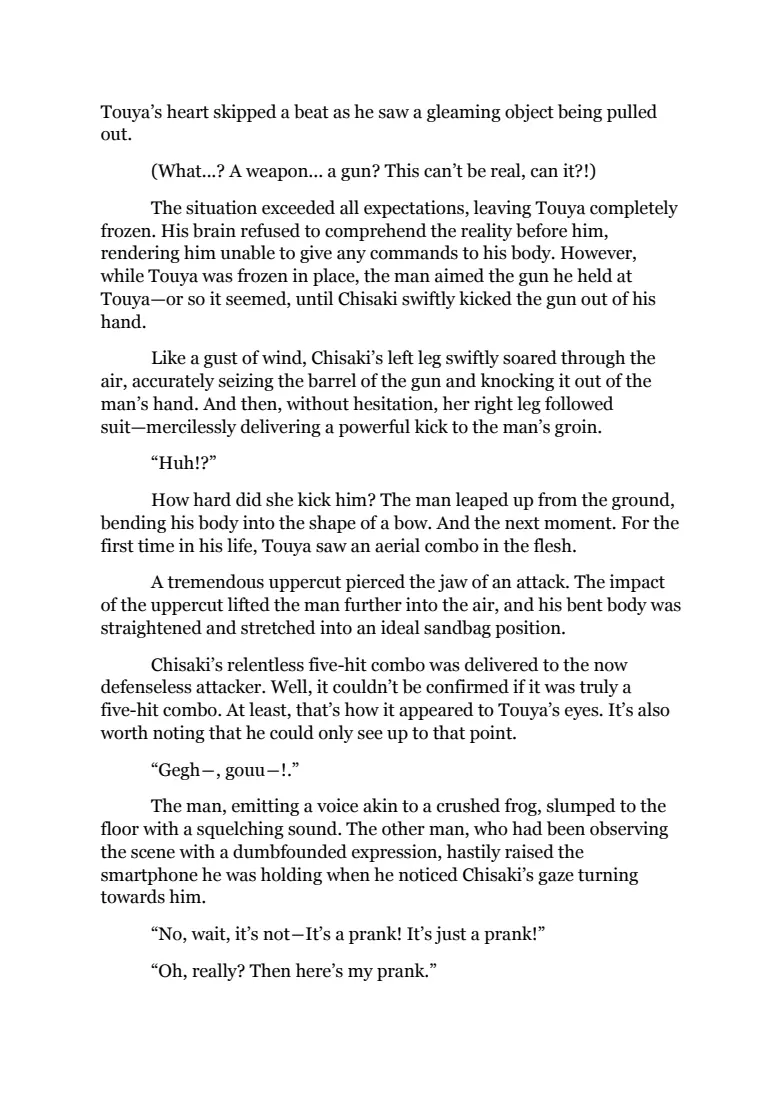 Touya’s heart skipped a beat as he saw a gleaming object being pulled
out.
(What...? A weapon... a gun? This can’t be real, can it?!)
The situation exceeded all expectations, leaving Touya completely
frozen. His brain refused to comprehend the reality before him,
rendering him unable to give any commands to his body. However,
while Touya was frozen in place, the man aimed the gun he held at
Touya—or so it seemed, until Chisaki swiftly kicked the gun out of his
hand.
Like a gust of wind, Chisaki’s left leg swiftly soared through the
air, accurately seizing the barrel of the gun and knocking it out of the
man’s hand. And then, without hesitation, her right leg followed
suit—mercilessly delivering a powerful kick to the man’s groin.
“Huh!?”
How hard did she kick him? The man leaped up from the ground,
bending his body into the shape of a bow. And the next moment. For the
first time in his life, Touya saw an aerial combo in the flesh.
A tremendous uppercut pierced the jaw of an attack. The impact
of the uppercut lifted the man further into the air, and his bent body was
straightened and stretched into an ideal sandbag position.
Chisaki’s relentless five-hit combo was delivered to the now
defenseless attacker. Well, it couldn’t be confirmed if it was truly a
five-hit combo. At least, that’s how it appeared to Touya’s eyes. It’s also
worth noting that he could only see up to that point.
“Gegh―, gouu―!.”
The man, emitting a voice akin to a crushed frog, slumped to the
floor with a squelching sound. The other man, who had been observing
the scene with a dumbfounded expression, hastily raised the
smartphone he was holding when he noticed Chisaki’s gaze turning
towards him.
“No, wait, it’s not―It’s a prank! It’s just a prank!”
“Oh, really? Then here’s my prank.”